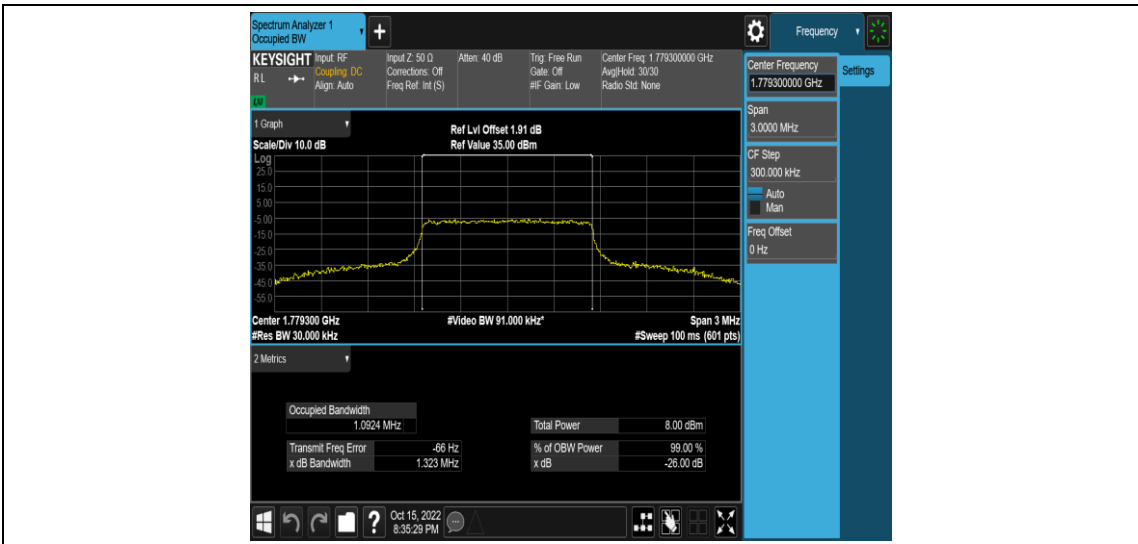 Spectrum Analyzer 1
Occupied BW
+
Frequency
KEYSIGHT
RL
LXI
Input: RF
Coupling: DC
Align: Auto
Input Z: 50 Ω
Corrections: Off
Freq Ref: Int (S)
Atten: 40 dB
Trig: Free Run
Gate: Off
#IF Gain: Low
Center Freq: 1.779300000 GHz
Avg|Hold: 30/30
Radio Std: None
Center Frequency
1.779300000 GHz
Settings
Span
3.0000 MHz
CF Step
300.000 kHz
Auto
Man
Freq Offset
0 Hz
1 Graph
Scale/Div 10.0 dB
Ref Lvl Offset 1.91 dB
Ref Value 35.00 dBm
Log
25.0
15.0
5.00
-5.00
-15.0
-25.0
-35.0
-45.0
-55.0
Center 1.779300 GHz
#Video BW 91.000 kHz*
Span 3 MHz
#Res BW 30.000 kHz
#Sweep 100 ms (601 pts)
2 Metrics
Occupied Bandwidth
1.0924 MHz
Total Power 8.00 dBm
Transmit Freq Error -66 Hz
% of OBW Power 99.00 %
x dB Bandwidth 1.323 MHz
x dB -26.00 dB
?
Oct 15, 2022
8:35:29 PM